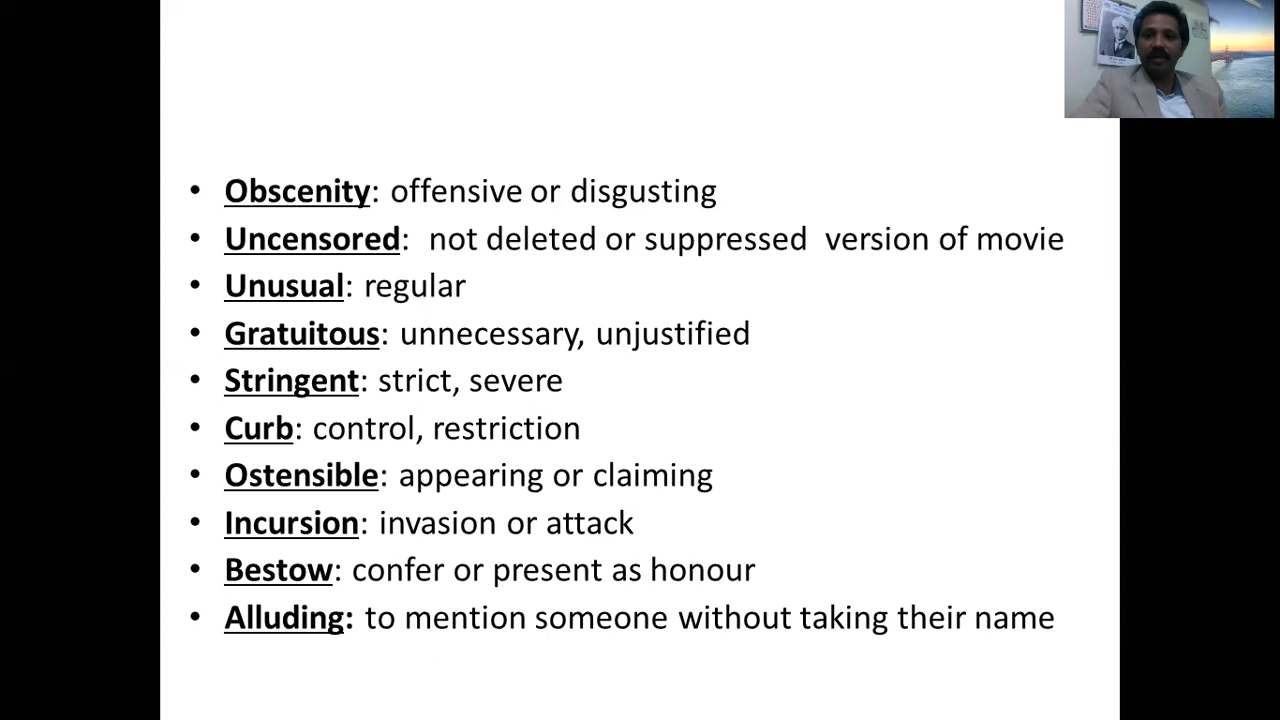 • Obscenity: offensive or disgusting
• Uncensored: not deleted or suppressed version of movie
• Unusual: regular
• Gratuitous: unnecessary, unjustified
• Stringent: strict, severe
• Curb: control, restriction
• Ostensible: appearing or claiming
• Incursion: invasion or attack
• Bestow: confer or present as honour
• Alluding: to mention someone without taking their name